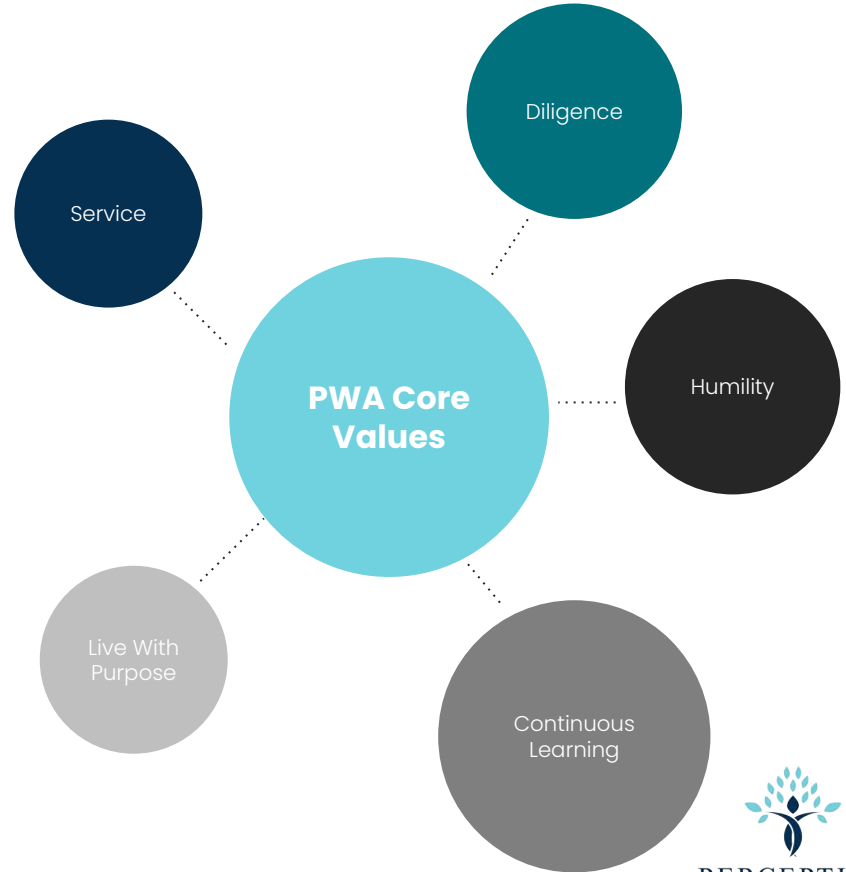 Diligence
Service
Humility
PWA Core
Values
Live With
Purpose
Continuous
Learning